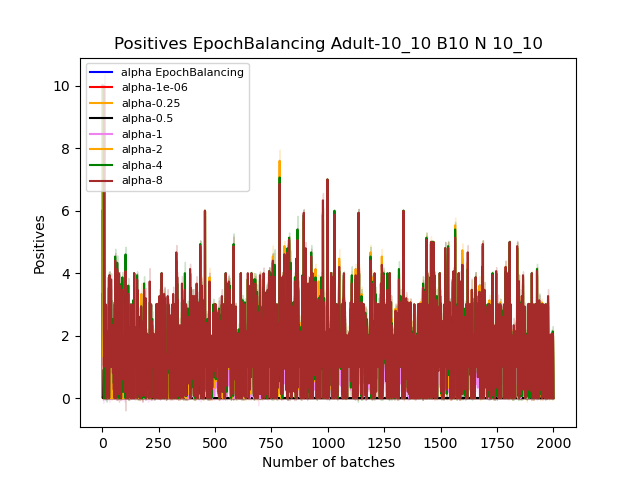 Positives EpochBalancing Adult-10_10 B10 N 10_10
alpha EpochBalancing
alpha-1e-06
alpha-0.25
alpha-0.5
alpha-1
alpha-2
alpha-4
alpha-8
10
8
6
4
2
0
Positives
0 250 500 750 1000 1250 1500 1750 2000
Number of batches